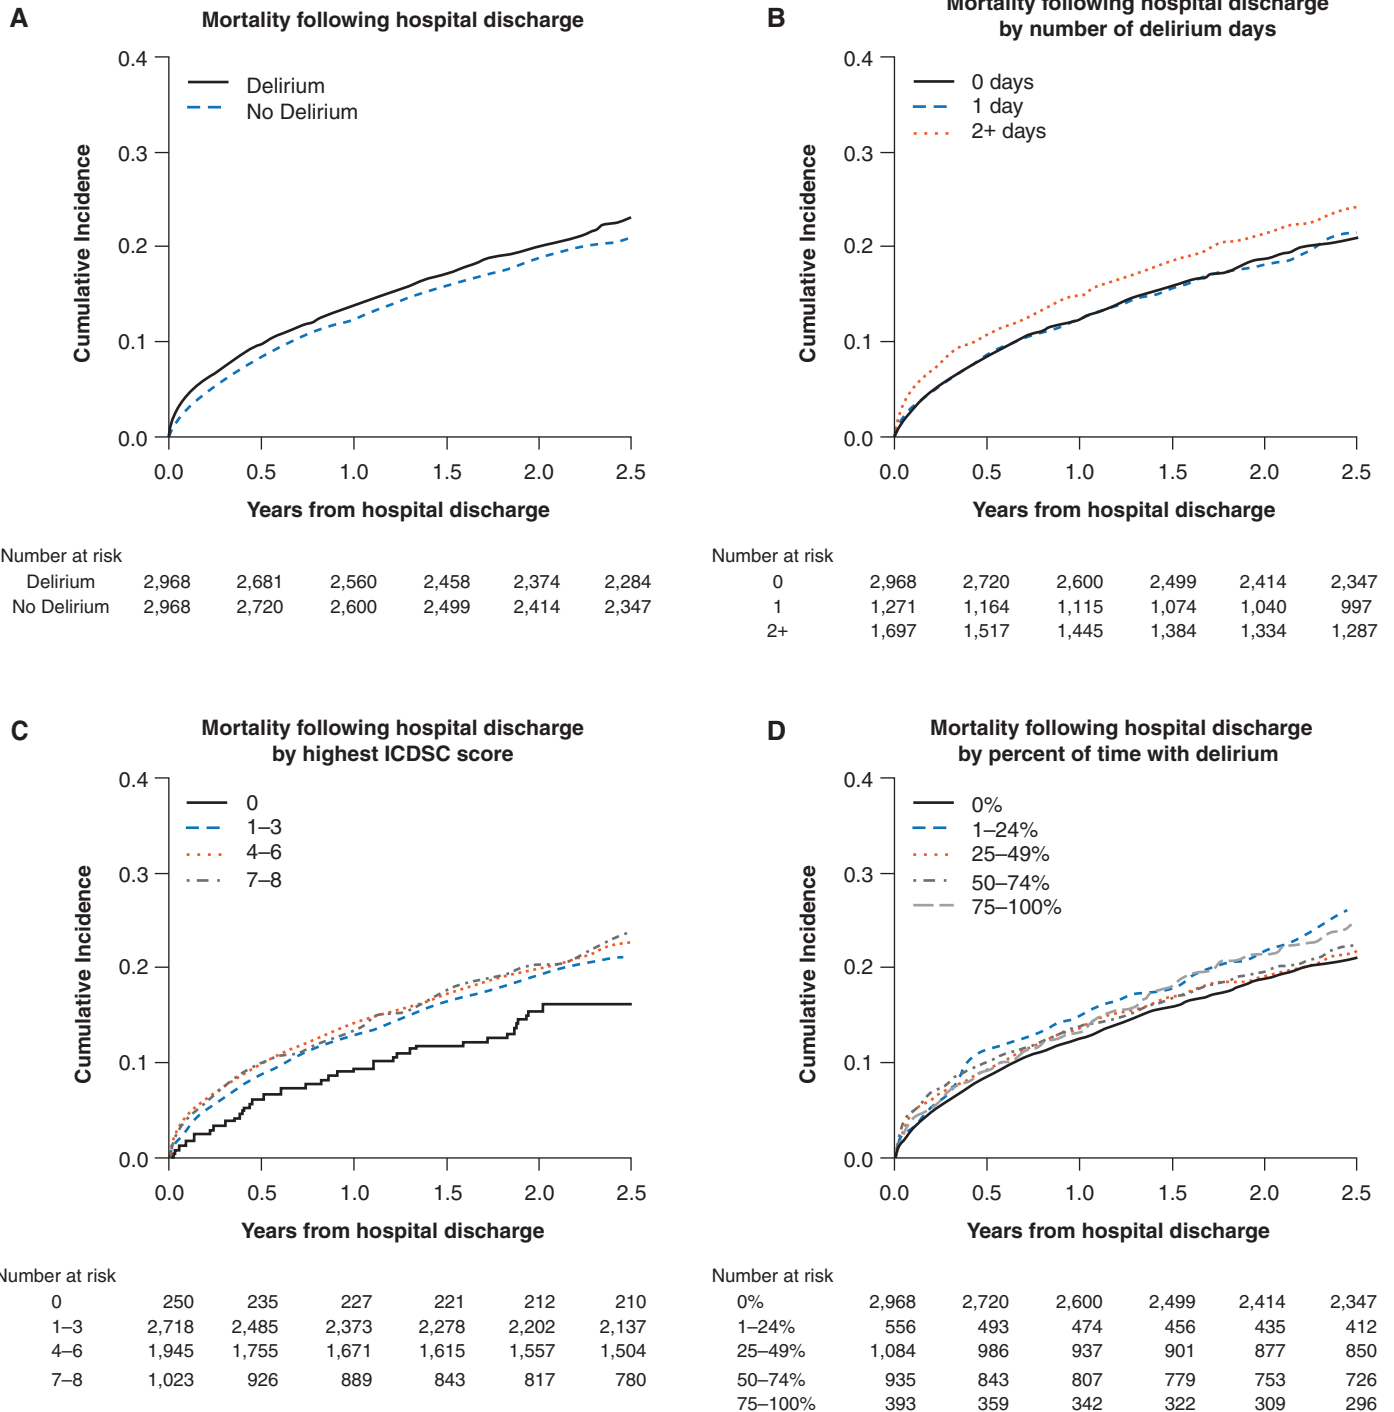 A
Mortality following hospital discharge
0.4
0.3
0.2
0.1
0.0
Cumulative Incidence
Delirium
No Delirium
0.0 0.5 1.0 1.5 2.0 2.5
Years from hospital discharge
Number at risk
Delirium 2,968 2,681 2,560 2,458 2,374 2,284
No Delirium 2,968 2,720 2,600 2,499 2,414 2,347
B
Mortality following hospital discharge
by number of delirium days
0.4
0.3
0.2
0.1
0.0
Cumulative Incidence
0 days
1 day
2+ days
0.0 0.5 1.0 1.5 2.0 2.5
Years from hospital discharge
Number at risk
0 2,968 2,720 2,600 2,499 2,414 2,347
1 1,271 1,164 1,115 1,074 1,040 997
2+ 1,697 1,517 1,445 1,384 1,334 1,287
C
Mortality following hospital discharge
by highest ICDSC score
0.4
0.3
0.2
0.1
0.0
Cumulative Incidence
0
1–3
4–6
7–8
0.0 0.5 1.0 1.5 2.0 2.5
Years from hospital discharge
Number at risk
0 250 235 227 221 212 210
1–3 2,718 2,485 2,373 2,278 2,202 2,137
4–6 1,945 1,755 1,671 1,615 1,557 1,504
7–8 1,023 926 889 843 817 780
D
Mortality following hospital discharge
by percent of time with delirium
0.4
0.3
0.2
0.1
0.0
Cumulative Incidence
0%
1–24%
25–49%
50–74%
75–100%
0.0 0.5 1.0 1.5 2.0 2.5
Years from hospital discharge
Number at risk
0% 2,968 2,720 2,600 2,499 2,414 2,347
1–24% 556 493 474 456 435 412
25–49% 1,084 986 937 901 877 850
50–74% 935 843 807 779 753 726
75–100% 393 359 342 322 309 296